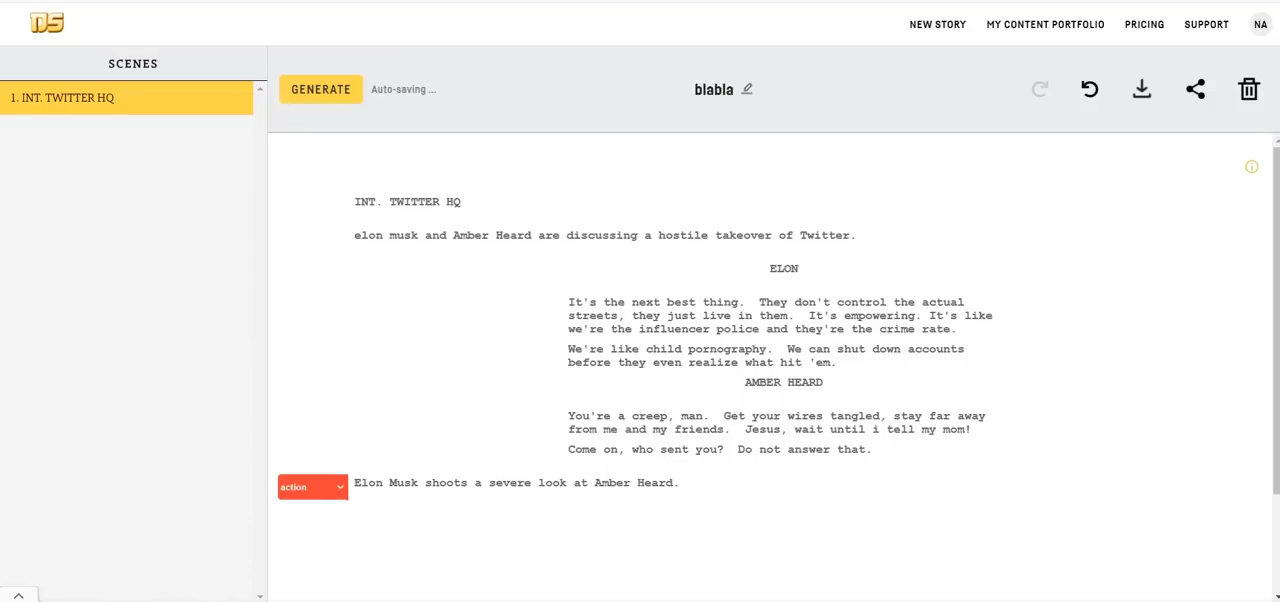 DS
NEW STORY MY CONTENT PORTFOLIO PRICING SUPPORT NA
SCENES
1. INT. TWITTER HQ
GENERATE Auto-saving ... blabla
INT. TWITTER HQ
elon musk and Amber Heard are discussing a hostile takeover of Twitter.
ELON
It's the next best thing. They don't control the actual
streets, they just live in them. It's empowering. It's like
we're the influencer police and they're the crime rate.
We're like child pornography. We can shut down accounts
before they even realize what hit 'em.
AMBER HEARD
You're a creep, man. Get your wires tangled, stay far away
from me and my friends. Jesus, wait until i tell my mom!
Come on, who sent you? Do not answer that.
action Elon Musk shoots a severe look at Amber Heard.